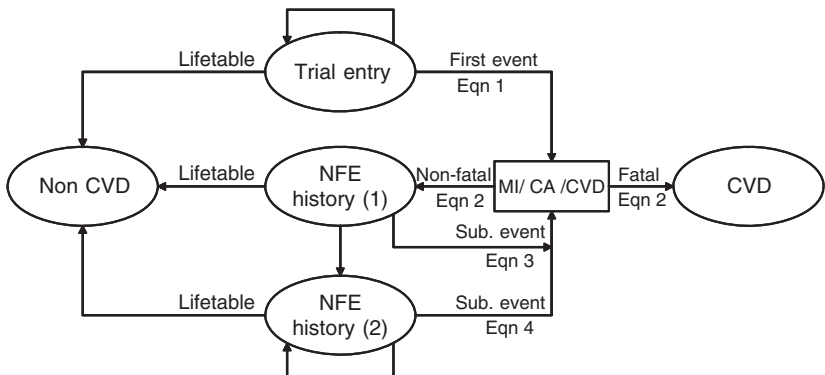 Lifetable
Trial entry
First event
Eqn 1
Non CVD
Lifetable
NFE
history (1)
Non-fatal
Eqn 2
MI/ CA /CVD
Fatal
Eqn 2
CVD
Sub. event
Eqn 3
Lifetable
NFE
history (2)
Sub. event
Eqn 4